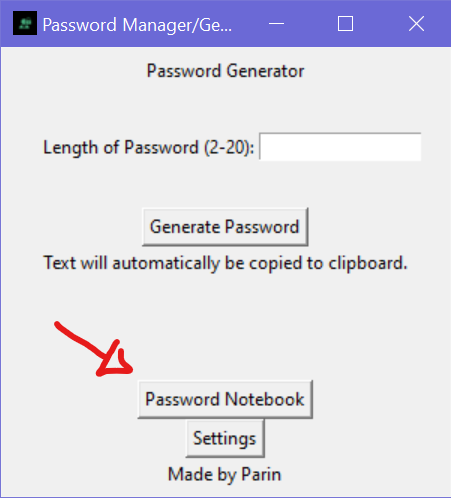 Password Manager/Ge...
Password Generator
Length of Password (2-20):
Generate Password
Text will automatically be copied to clipboard.
Password Notebook
Settings
Made by Parin